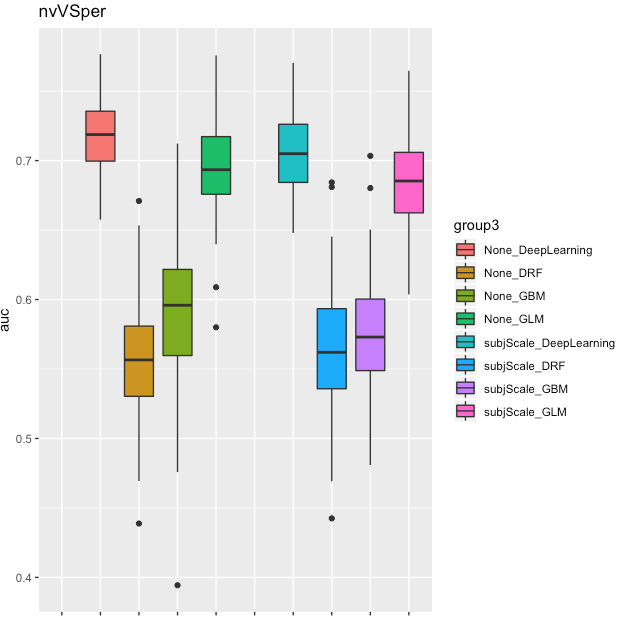 nvVSper
auc
0.7
0.6
0.5
0.4
group3
None_DeepLearning
None_DRF
None_GBM
None_GLM
subjScale_DeepLearning
subjScale_DRF
subjScale_GBM
subjScale_GLM